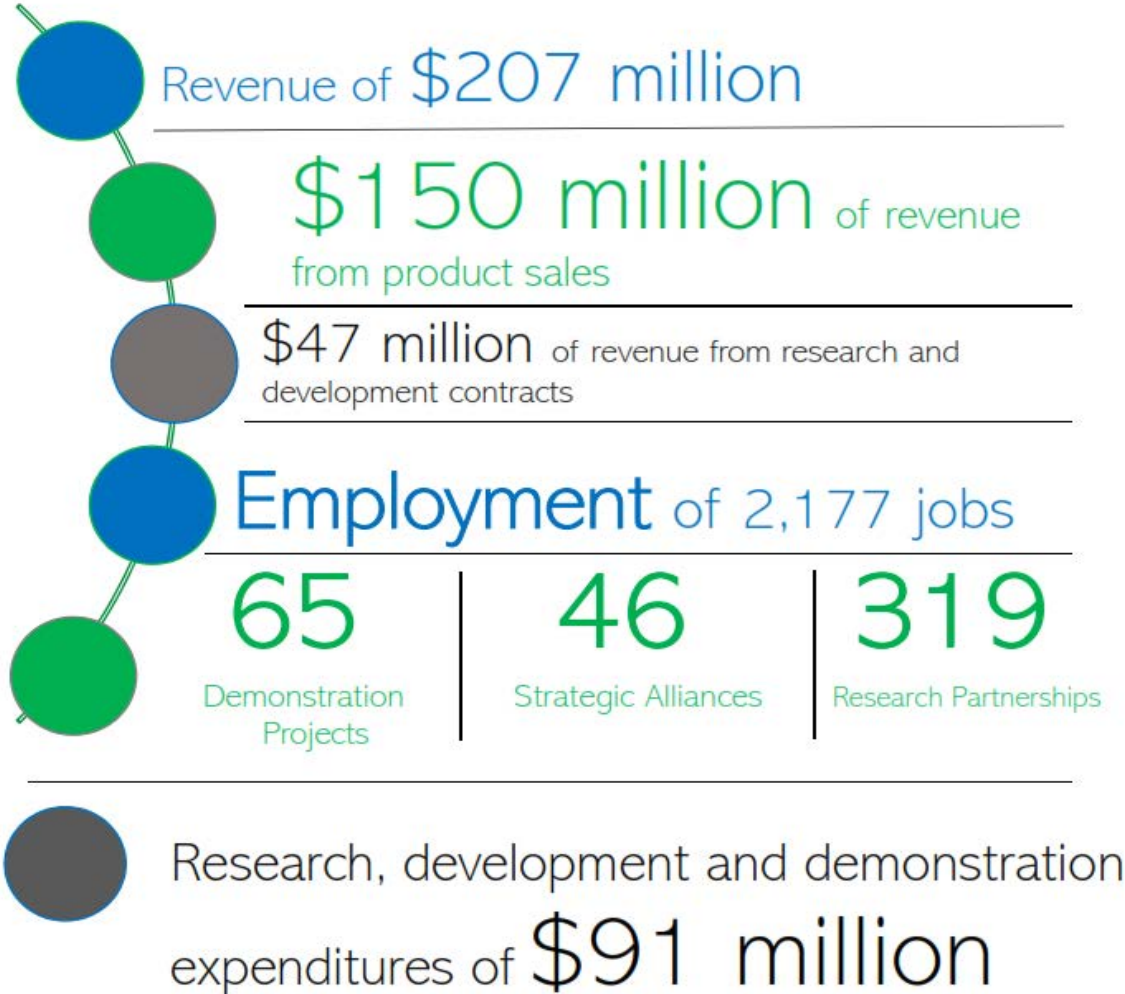 Revenue of $207 million
$150 million of revenue
from product sales
$47 million of revenue from research and
development contracts
Employment of 2,177 jobs
65
Demonstration
Projects
46
Strategic Alliances
319
Research Partnerships
Research, development and demonstration
expenditures of $91 million